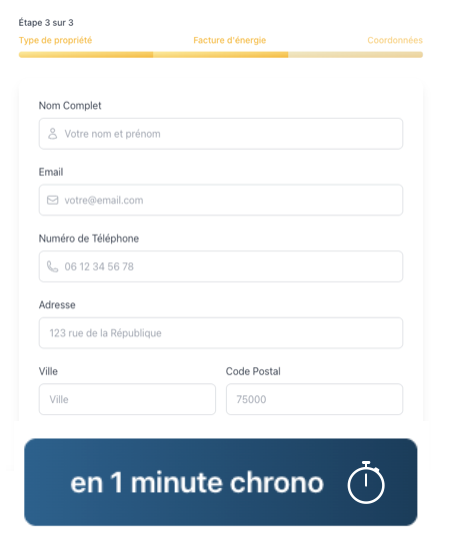 Étape 3 sur 3
Type de propriété Facture d'énergie Coordonnées
Nom Complet
Votre nom et prénom
Email
votre@email.com
Numéro de Téléphone
06 12 34 56 78
Adresse
123 rue de la République
Ville Code Postal
Ville 75000
en 1 minute chrono